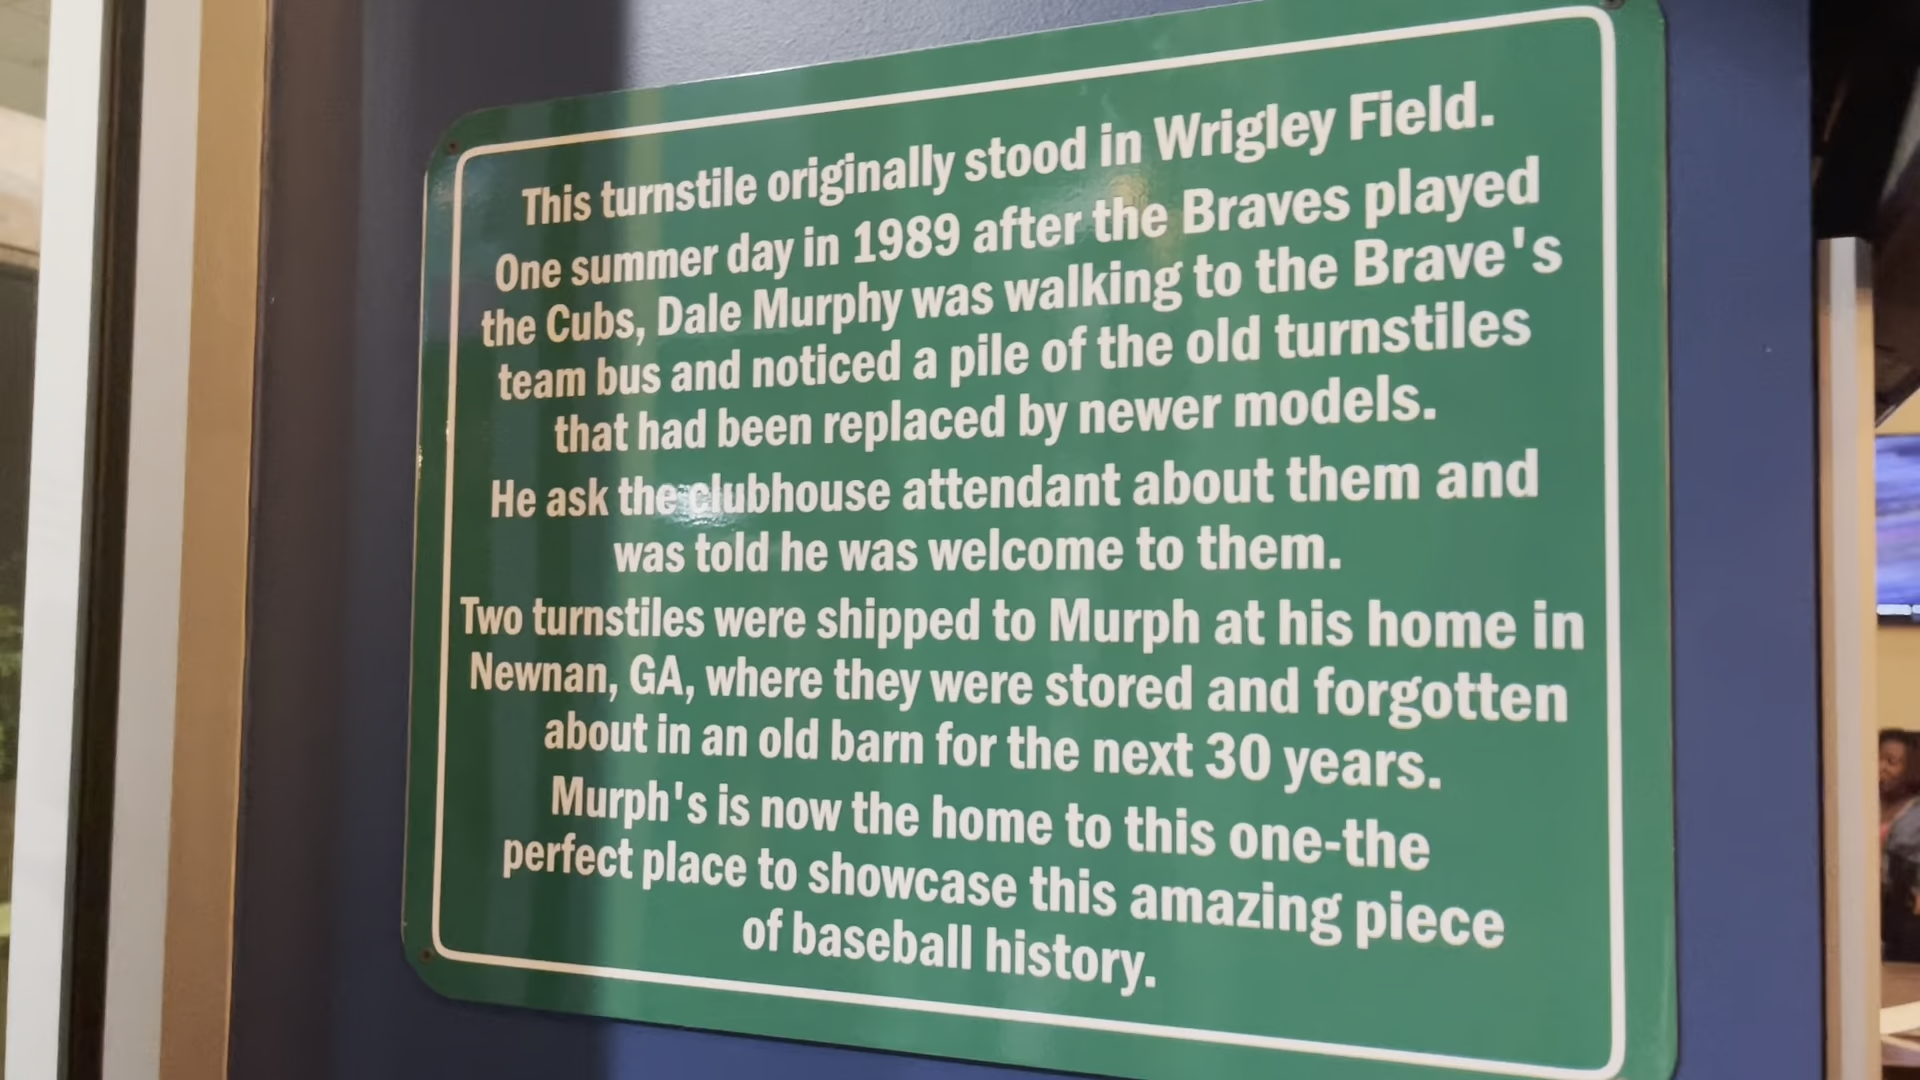 This turnstile originally stood in Wrigley Field.
One summer day in 1989 after the Braves played
the Cubs, Dale Murphy was walking to the Brave's
team bus and noticed a pile of the old turnstiles
that had been replaced by newer models.
He ask the clubhouse attendant about them and
was told he was welcome to them.
Two turnstiles were shipped to Murph at his home in
Newnan, GA, where they were stored and forgotten
about in an old barn for the next 30 years.
Murph's is now the home to this one-the
perfect place to showcase this amazing piece
of baseball history.